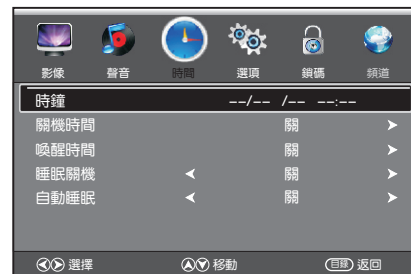 影像 聲音 時間 選項 鎖碼 頻道
時鐘 --/-- /-- --:--
關機時間 關
喚醒時間 關
睡眠關機 關
自動睡眠 關
選擇 移動 目錄 返回